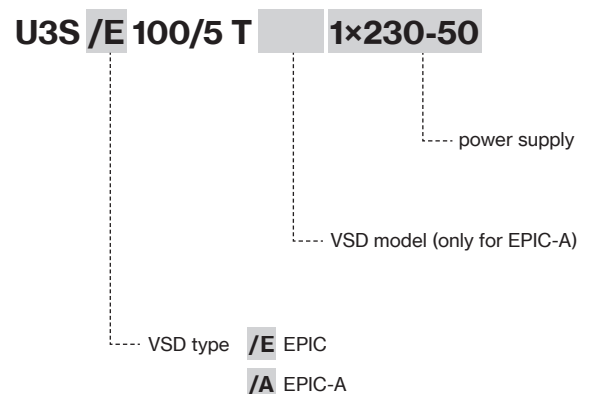 U3S /E 100/5 T 1×230-50
power supply
VSD model (only for EPIC-A)
VSD type /E EPIC
/A EPIC-A